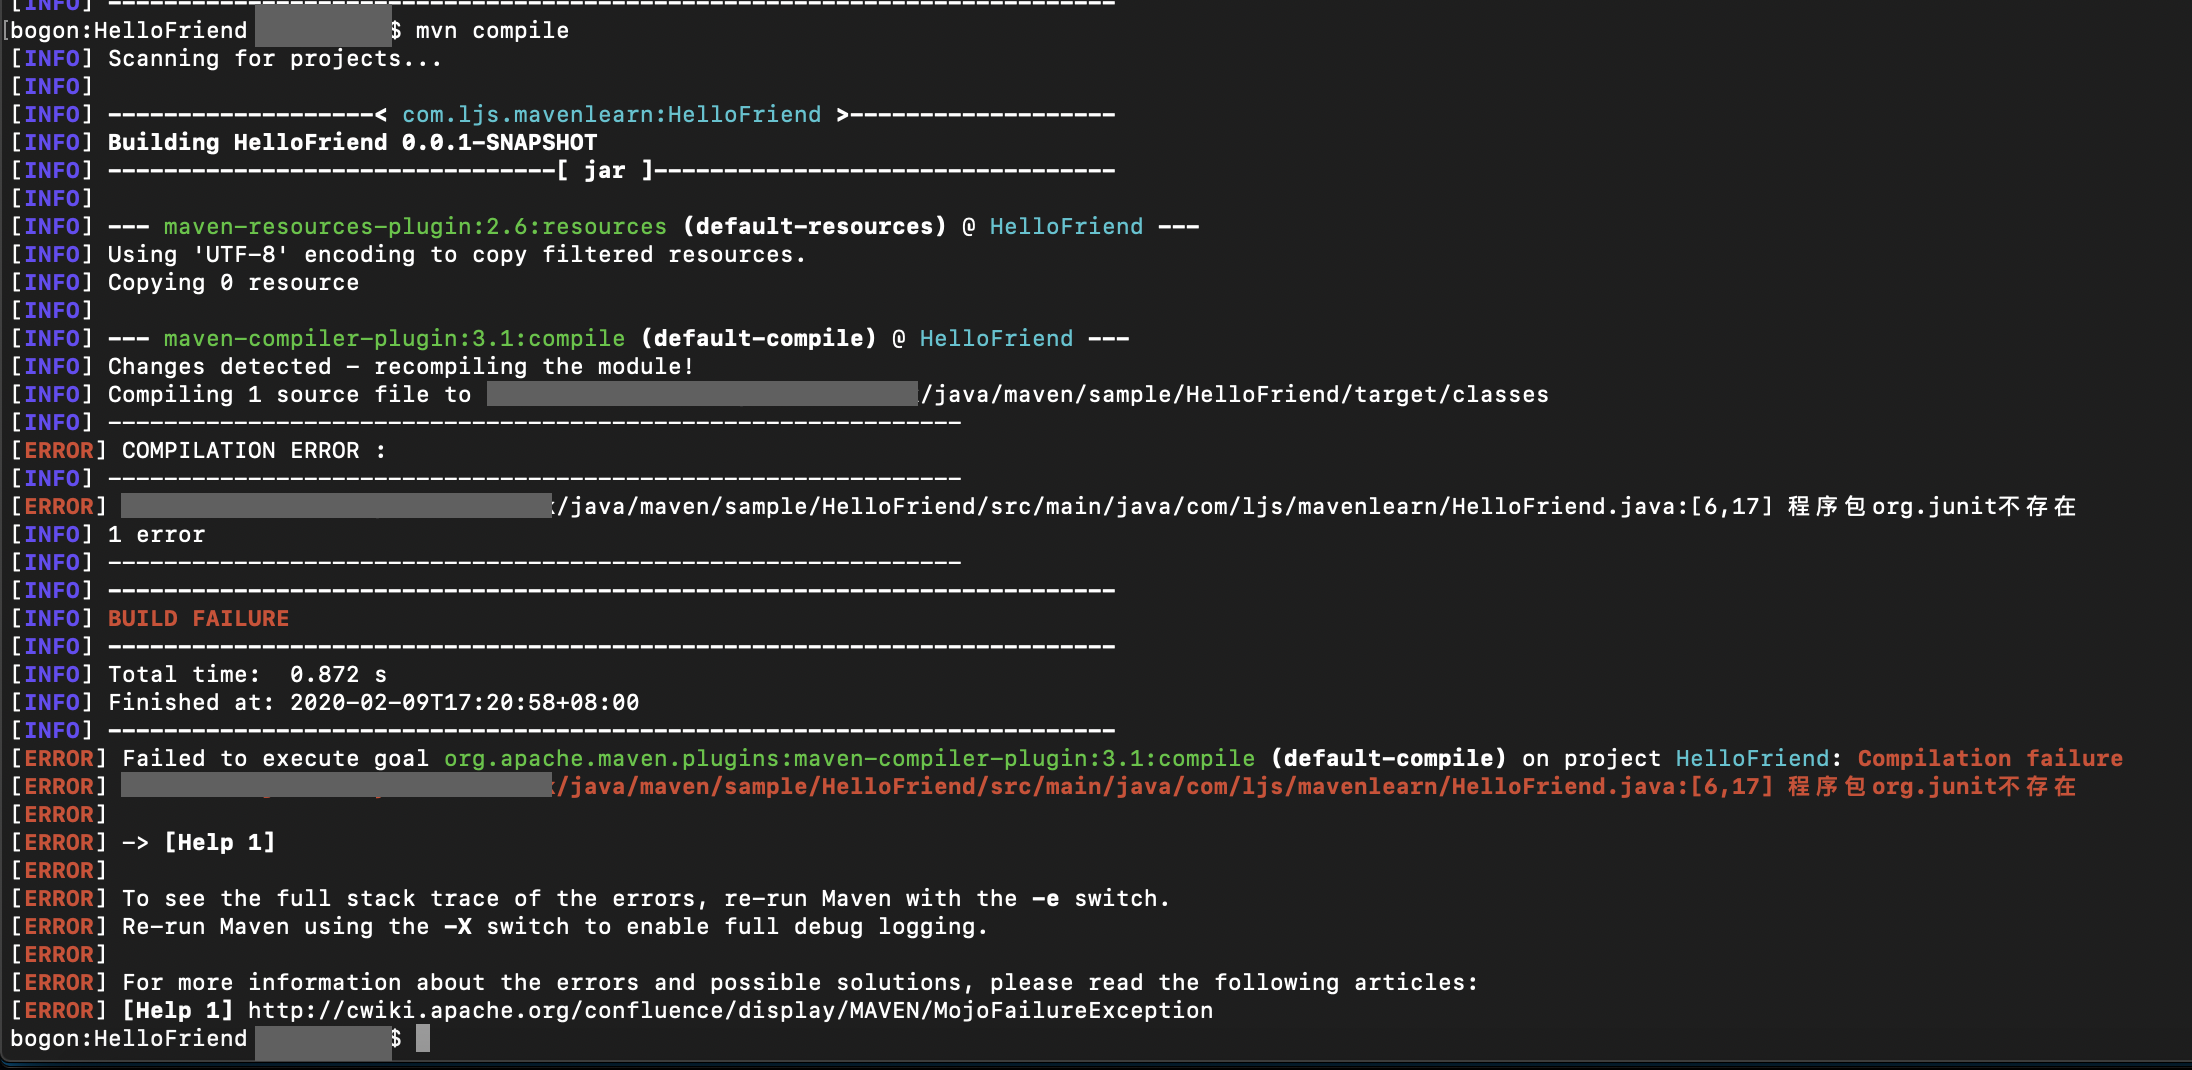 [INFO] ------------------------------------------------------------------------
[bogon:HelloFriend $ mvn compile
[INFO] Scanning for projects...
[INFO]
[INFO] -------------------< com.ljs.mavenlearn:HelloFriend >-------------------
[INFO] Building HelloFriend 0.0.1-SNAPSHOT
[INFO] --------------------------------[ jar ]---------------------------------
[INFO]
[INFO] --- maven-resources-plugin:2.6:resources (default-resources) @ HelloFriend ---
[INFO] Using 'UTF-8' encoding to copy filtered resources.
[INFO] Copying 0 resource
[INFO]
[INFO] --- maven-compiler-plugin:3.1:compile (default-compile) @ HelloFriend ---
[INFO] Changes detected - recompiling the module!
[INFO] Compiling 1 source file to /java/maven/sample/HelloFriend/target/classes
[INFO] -------------------------------------------------------------
[ERROR] COMPILATION ERROR :
[INFO] -------------------------------------------------------------
[ERROR] /java/maven/sample/HelloFriend/src/main/java/com/ljs/mavenlearn/HelloFriend.java:[6,17] 程序包org.junit不存在
[INFO] 1 error
[INFO] -------------------------------------------------------------
[INFO] ------------------------------------------------------------------------
[INFO] BUILD FAILURE
[INFO] ------------------------------------------------------------------------
[INFO] Total time:  0.872 s
[INFO] Finished at: 2020-02-09T17:20:58+08:00
[INFO] ------------------------------------------------------------------------
[ERROR] Failed to execute goal org.apache.maven.plugins:maven-compiler-plugin:3.1:compile (default-compile) on project HelloFriend: Compilation failure
[ERROR] /java/maven/sample/HelloFriend/src/main/java/com/ljs/mavenlearn/HelloFriend.java:[6,17] 程序包org.junit不存在
[ERROR]
[ERROR] -> [Help 1]
[ERROR]
[ERROR] To see the full stack trace of the errors, re-run Maven with the -e switch.
[ERROR] Re-run Maven using the -X switch to enable full debug logging.
[ERROR]
[ERROR] For more information about the errors and possible solutions, please read the following articles:
[ERROR] [Help 1] http://cwiki.apache.org/confluence/display/MAVEN/MojoFailureException
bogon:HelloFriend $